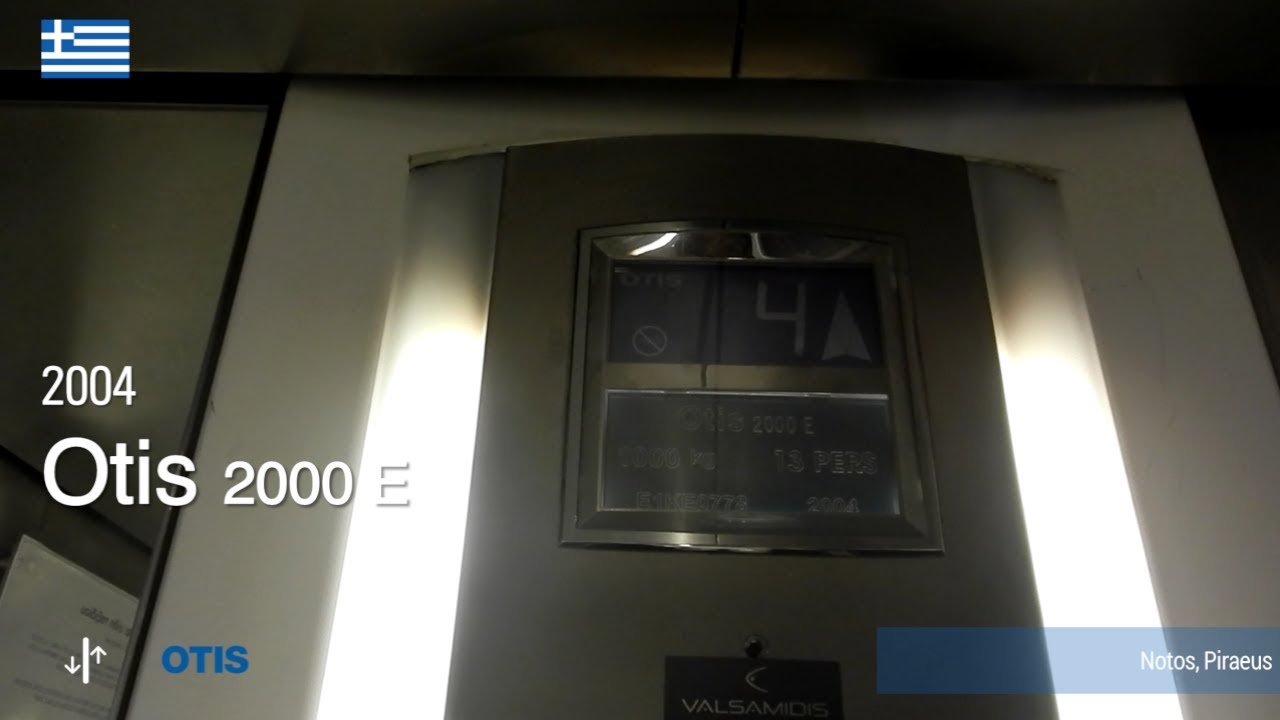 OTIS
4
Otis 2000 E
1000 kg 13 PERS
2004
2004
Otis 2000 E
OTIS
Notos, Piraeus
VALSAMIDIS